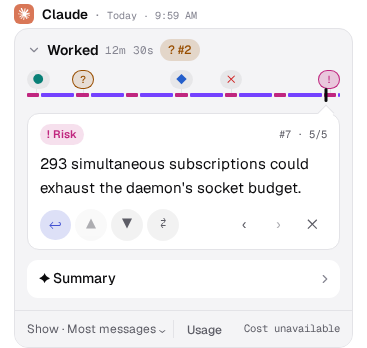 Claude · Today · 9:59 AM
Worked 12m 30s ? #2
?
!
! Risk #7 · 5/5
293 simultaneous subscriptions could
exhaust the daemon's socket budget.
Summary
Show · Most messages Usage Cost unavailable